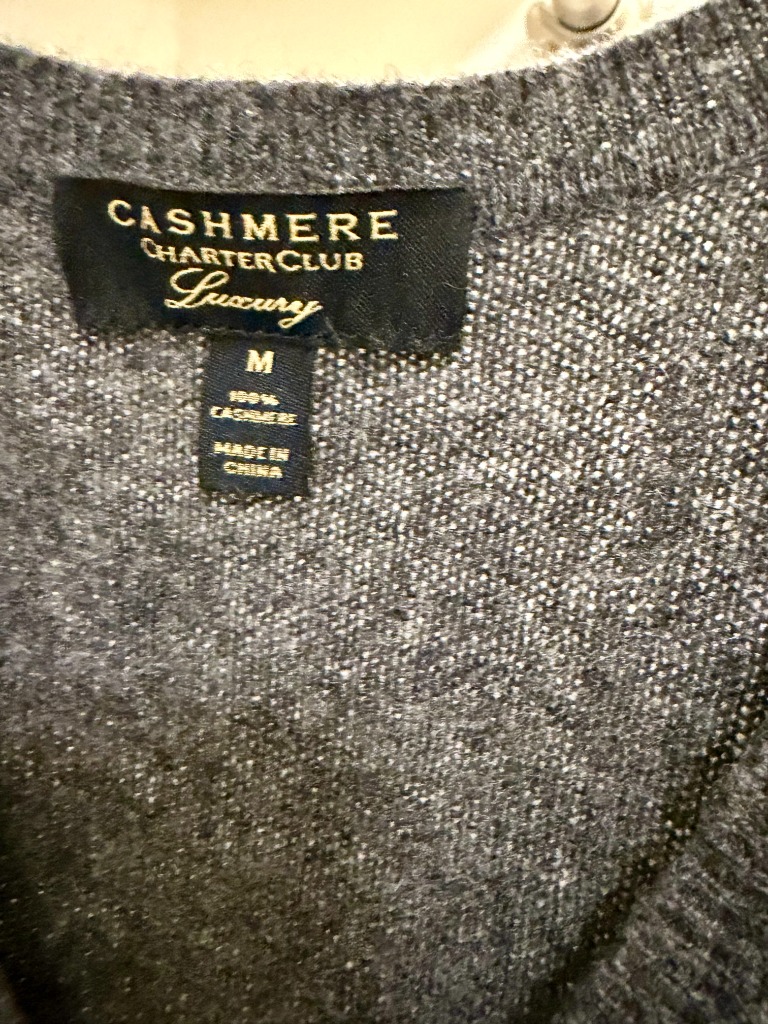 CASHMERE
CHARTER CLUB
Luxury
M
100%
CASHMERE
MADE IN
CHINA